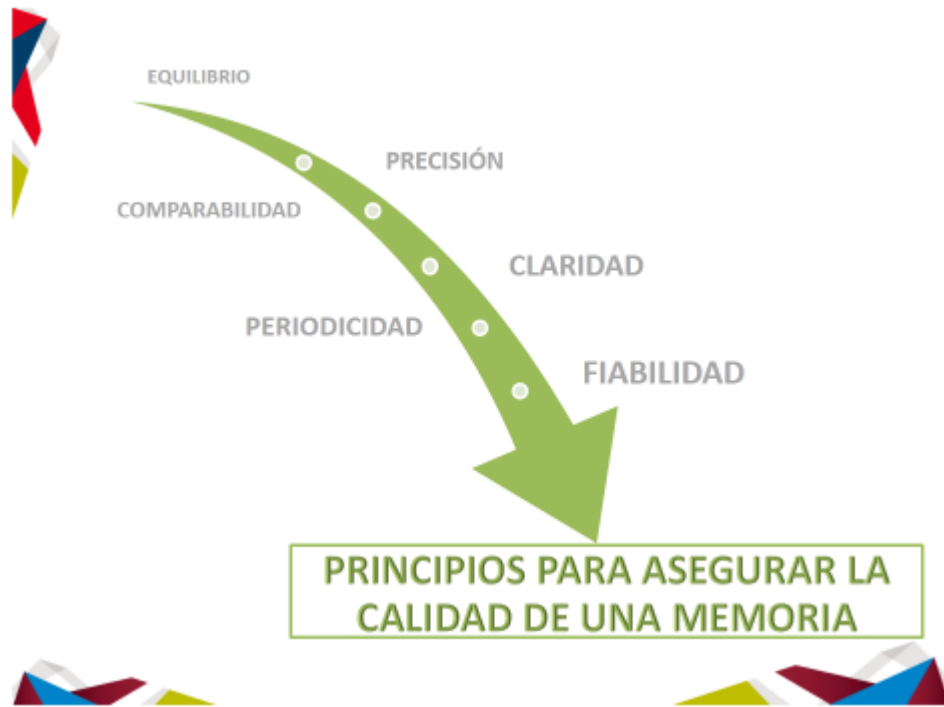 EQUILIBRIO
PRECISIÓN
COMPARABILIDAD
CLARIDAD
PERIODICIDAD
FIABILIDAD
PRINCIPIOS PARA ASEGURAR LA
CALIDAD DE UNA MEMORIA